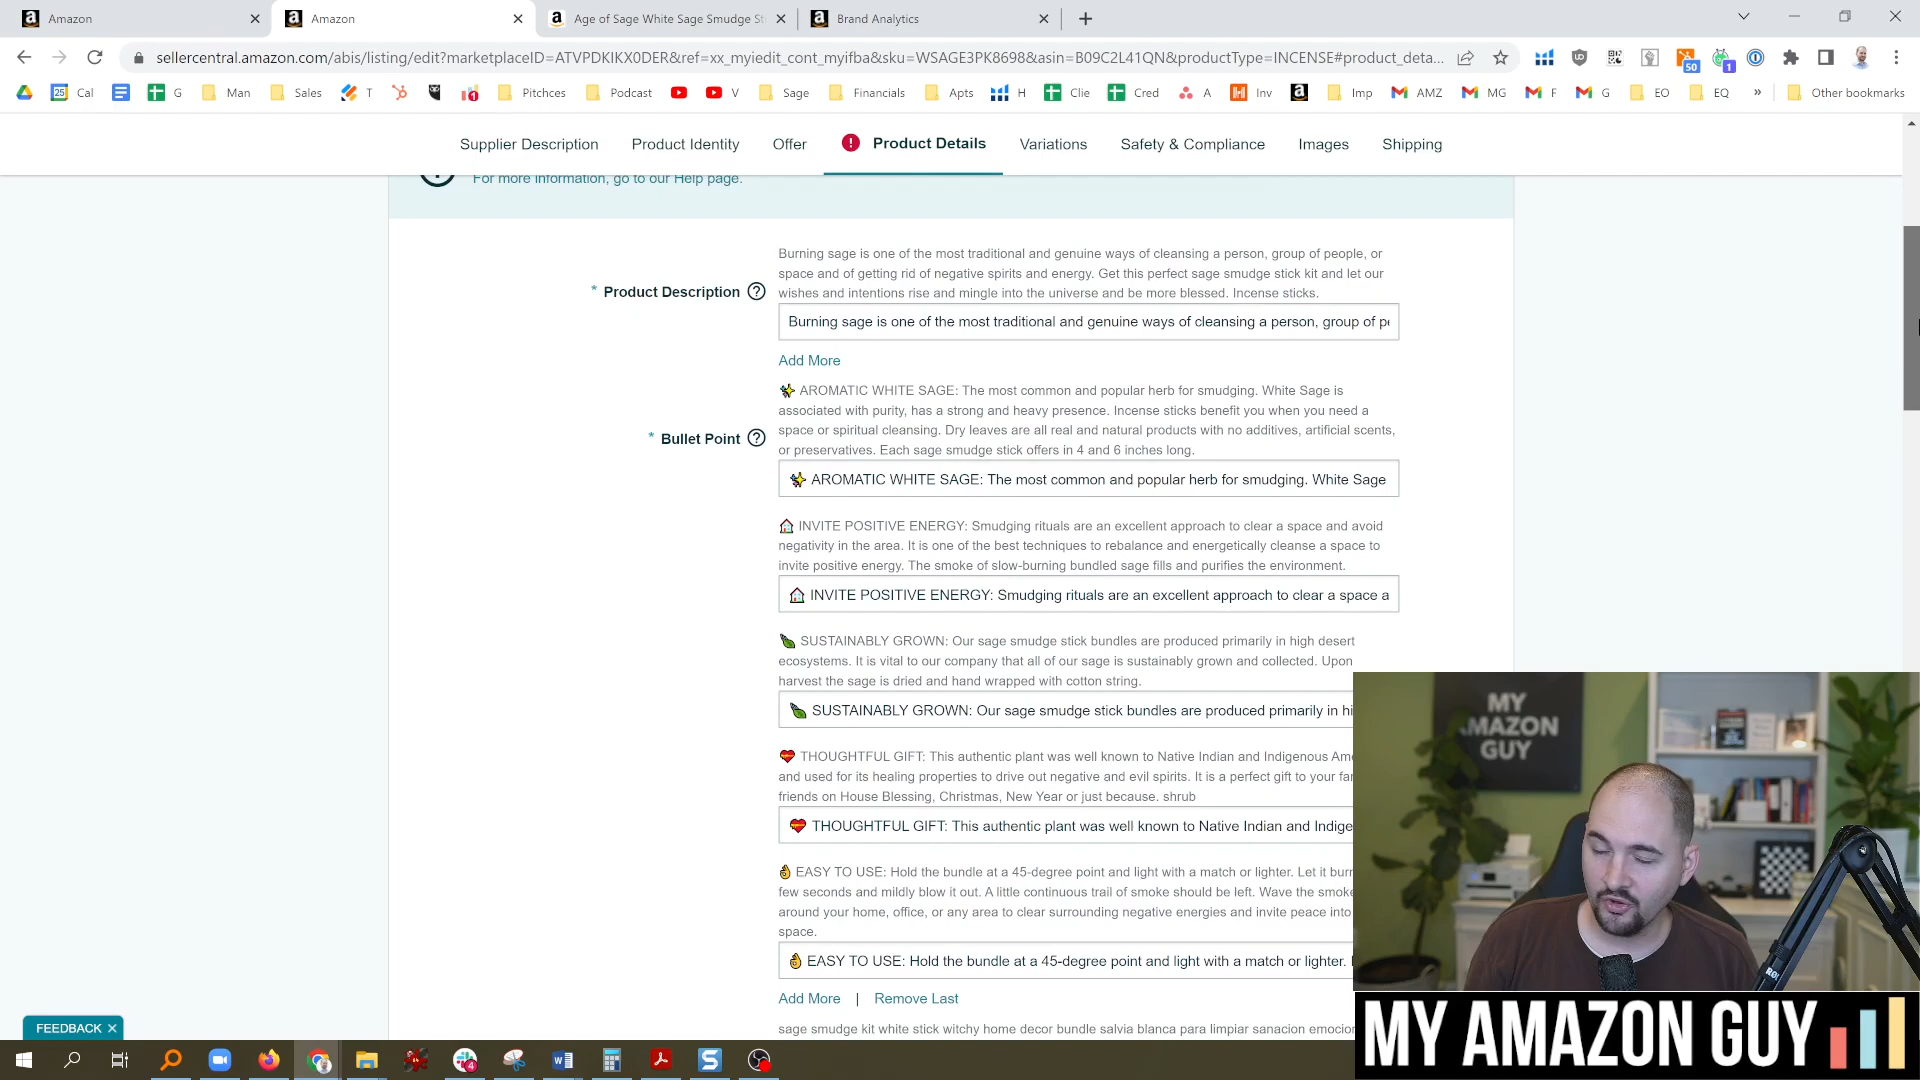 Amazon
Amazon
Age of Sage White Sage Smudge St
Brand Analytics
sellercentral.amazon.com/abis/listing/edit?marketplaceID=ATVPDKIKX0DER&ref=xx_myiedit_cont_myifba&sku=WSAGE3PK8698&asin=B09C2L41QN&productType=INCENSE#product_deta...
50
1
25 Cal
G
Man
Sales
T
1
Pitchces
Podcast
V
Sage
Financials
Apts
H
Clie
Cred
A
Inv
Imp
AMZ
MG
F
G
EO
EQ
»
Other bookmarks
Supplier Description
Product Identity
Offer
Product Details
Variations
Safety & Compliance
Images
Shipping
For more information, go to our Help page.
Burning sage is one of the most traditional and genuine ways of cleansing a person, group of people, or
space and of getting rid of negative spirits and energy. Get this perfect sage smudge stick kit and let our
wishes and intentions rise and mingle into the universe and be more blessed. Incense sticks.
* Product Description ?
Burning sage is one of the most traditional and genuine ways of cleansing a person, group of pe
Add More
✨ AROMATIC WHITE SAGE: The most common and popular herb for smudging. White Sage is
associated with purity, has a strong and heavy presence. Incense sticks benefit you when you need a
space or spiritual cleansing. Dry leaves are all real and natural products with no additives, artificial scents,
or preservatives. Each sage smudge stick offers in 4 and 6 inches long.
* Bullet Point ?
✨ AROMATIC WHITE SAGE: The most common and popular herb for smudging. White Sage
🏠 INVITE POSITIVE ENERGY: Smudging rituals are an excellent approach to clear a space and avoid
negativity in the area. It is one of the best techniques to rebalance and energetically cleanse a space to
invite positive energy. The smoke of slow-burning bundled sage fills and purifies the environment.
🏠 INVITE POSITIVE ENERGY: Smudging rituals are an excellent approach to clear a space a
🌿 SUSTAINABLY GROWN: Our sage smudge stick bundles are produced primarily in high desert
ecosystems. It is vital to our company that all of our sage is sustainably grown and collected. Upon
harvest the sage is dried and hand wrapped with cotton string.
🌿 SUSTAINABLY GROWN: Our sage smudge stick bundles are produced primarily in hi
💝 THOUGHTFUL GIFT: This authentic plant was well known to Native Indian and Indigenous Ame
and used for its healing properties to drive out negative and evil spirits. It is a perfect gift to your far
friends on House Blessing, Christmas, New Year or just because. shrub
💝 THOUGHTFUL GIFT: This authentic plant was well known to Native Indian and Indige
👌 EASY TO USE: Hold the bundle at a 45-degree point and light with a match or lighter. Let it burn
few seconds and mildly blow it out. A little continuous trail of smoke should be left. Wave the smoke
around your home, office, or any area to clear surrounding negative energies and invite peace into
space.
👌 EASY TO USE: Hold the bundle at a 45-degree point and light with a match or lighter.
Add More | Remove Last
sage smudge kit white stick witchy home decor bundle salvia blanca para limpiar sanacion emocion
FEEDBACK ✕
MY
AMAZON
GUY
MY AMAZON GUY
4